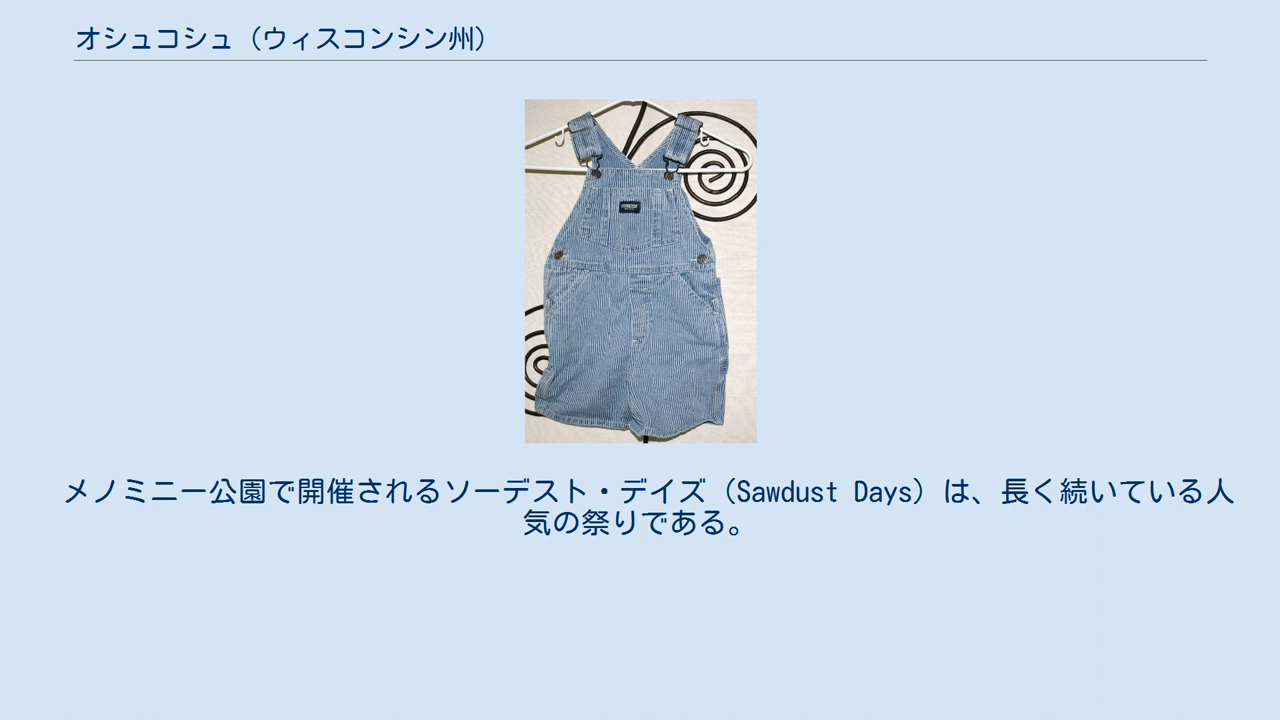 オシュコシュ（ウィスコンシン州）
メノミニー公園で開催されるソーデスト・デイズ（Sawdust Days）は、長く続いている人
気の祭りである。